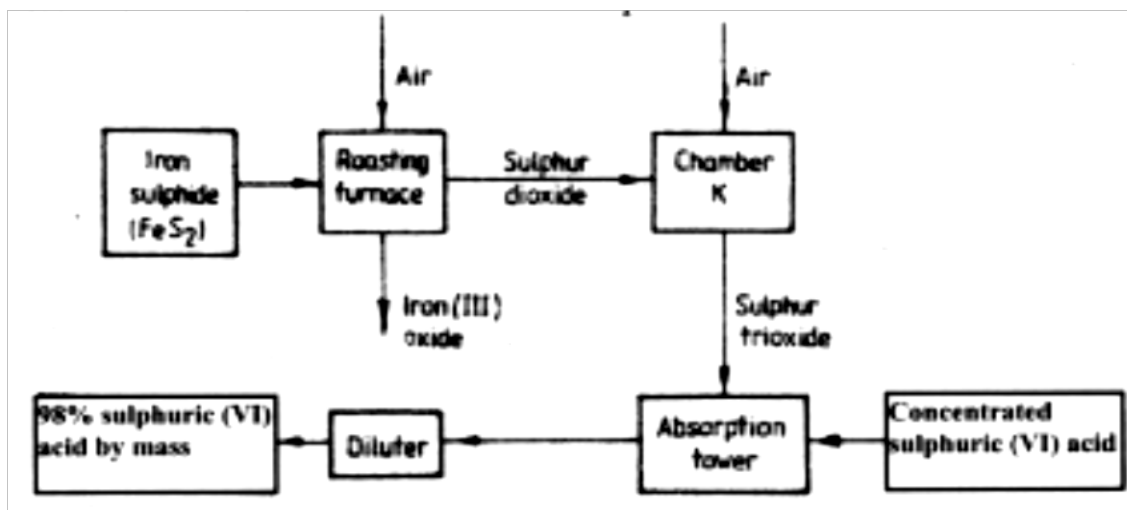 Air
Air
Iron
sulphide
(FeS2)
Roasting
furnace
Sulphur
dioxide
Chamber
K
Iron (III)
oxide
Sulphur
trioxide
98% sulphuric (VI)
acid by mass
Diluter
Absorption
tower
Concentrated
sulphuric (VI) acid